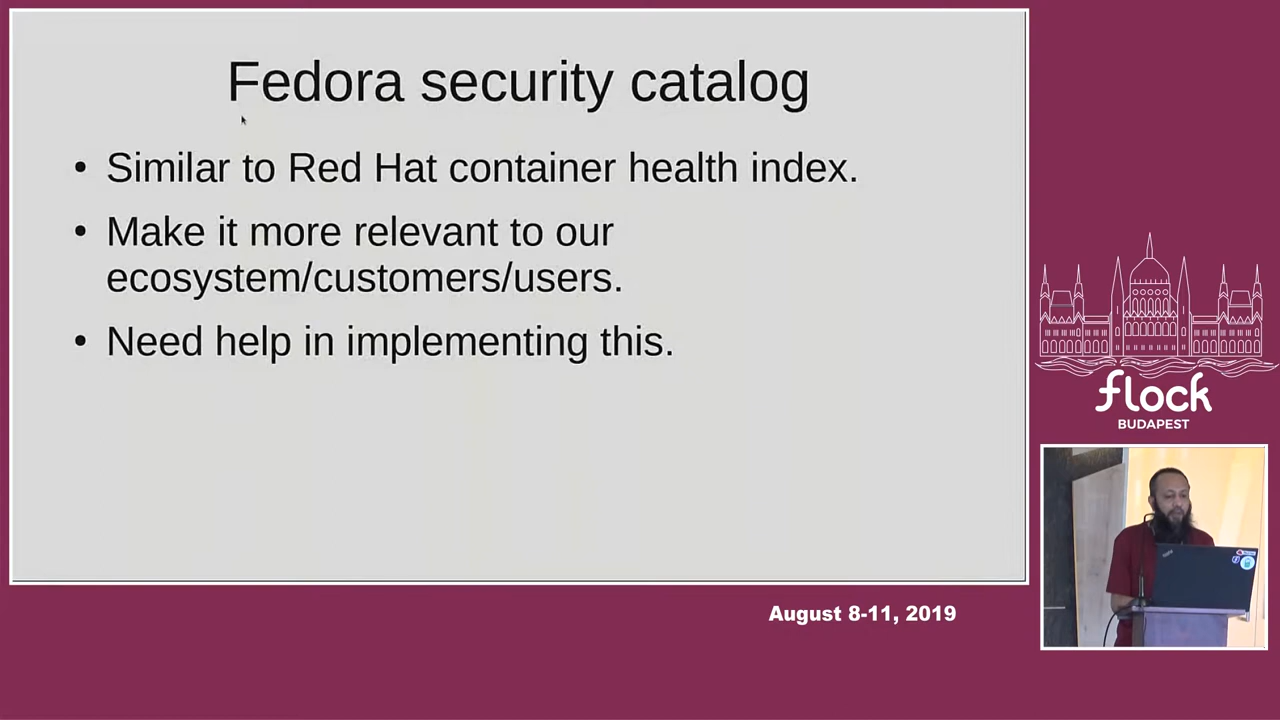 Fedora security catalog
• Similar to Red Hat container health index.
• Make it more relevant to our
ecosystem/customers/users.
• Need help in implementing this.
flock
BUDAPEST
August 8-11, 2019